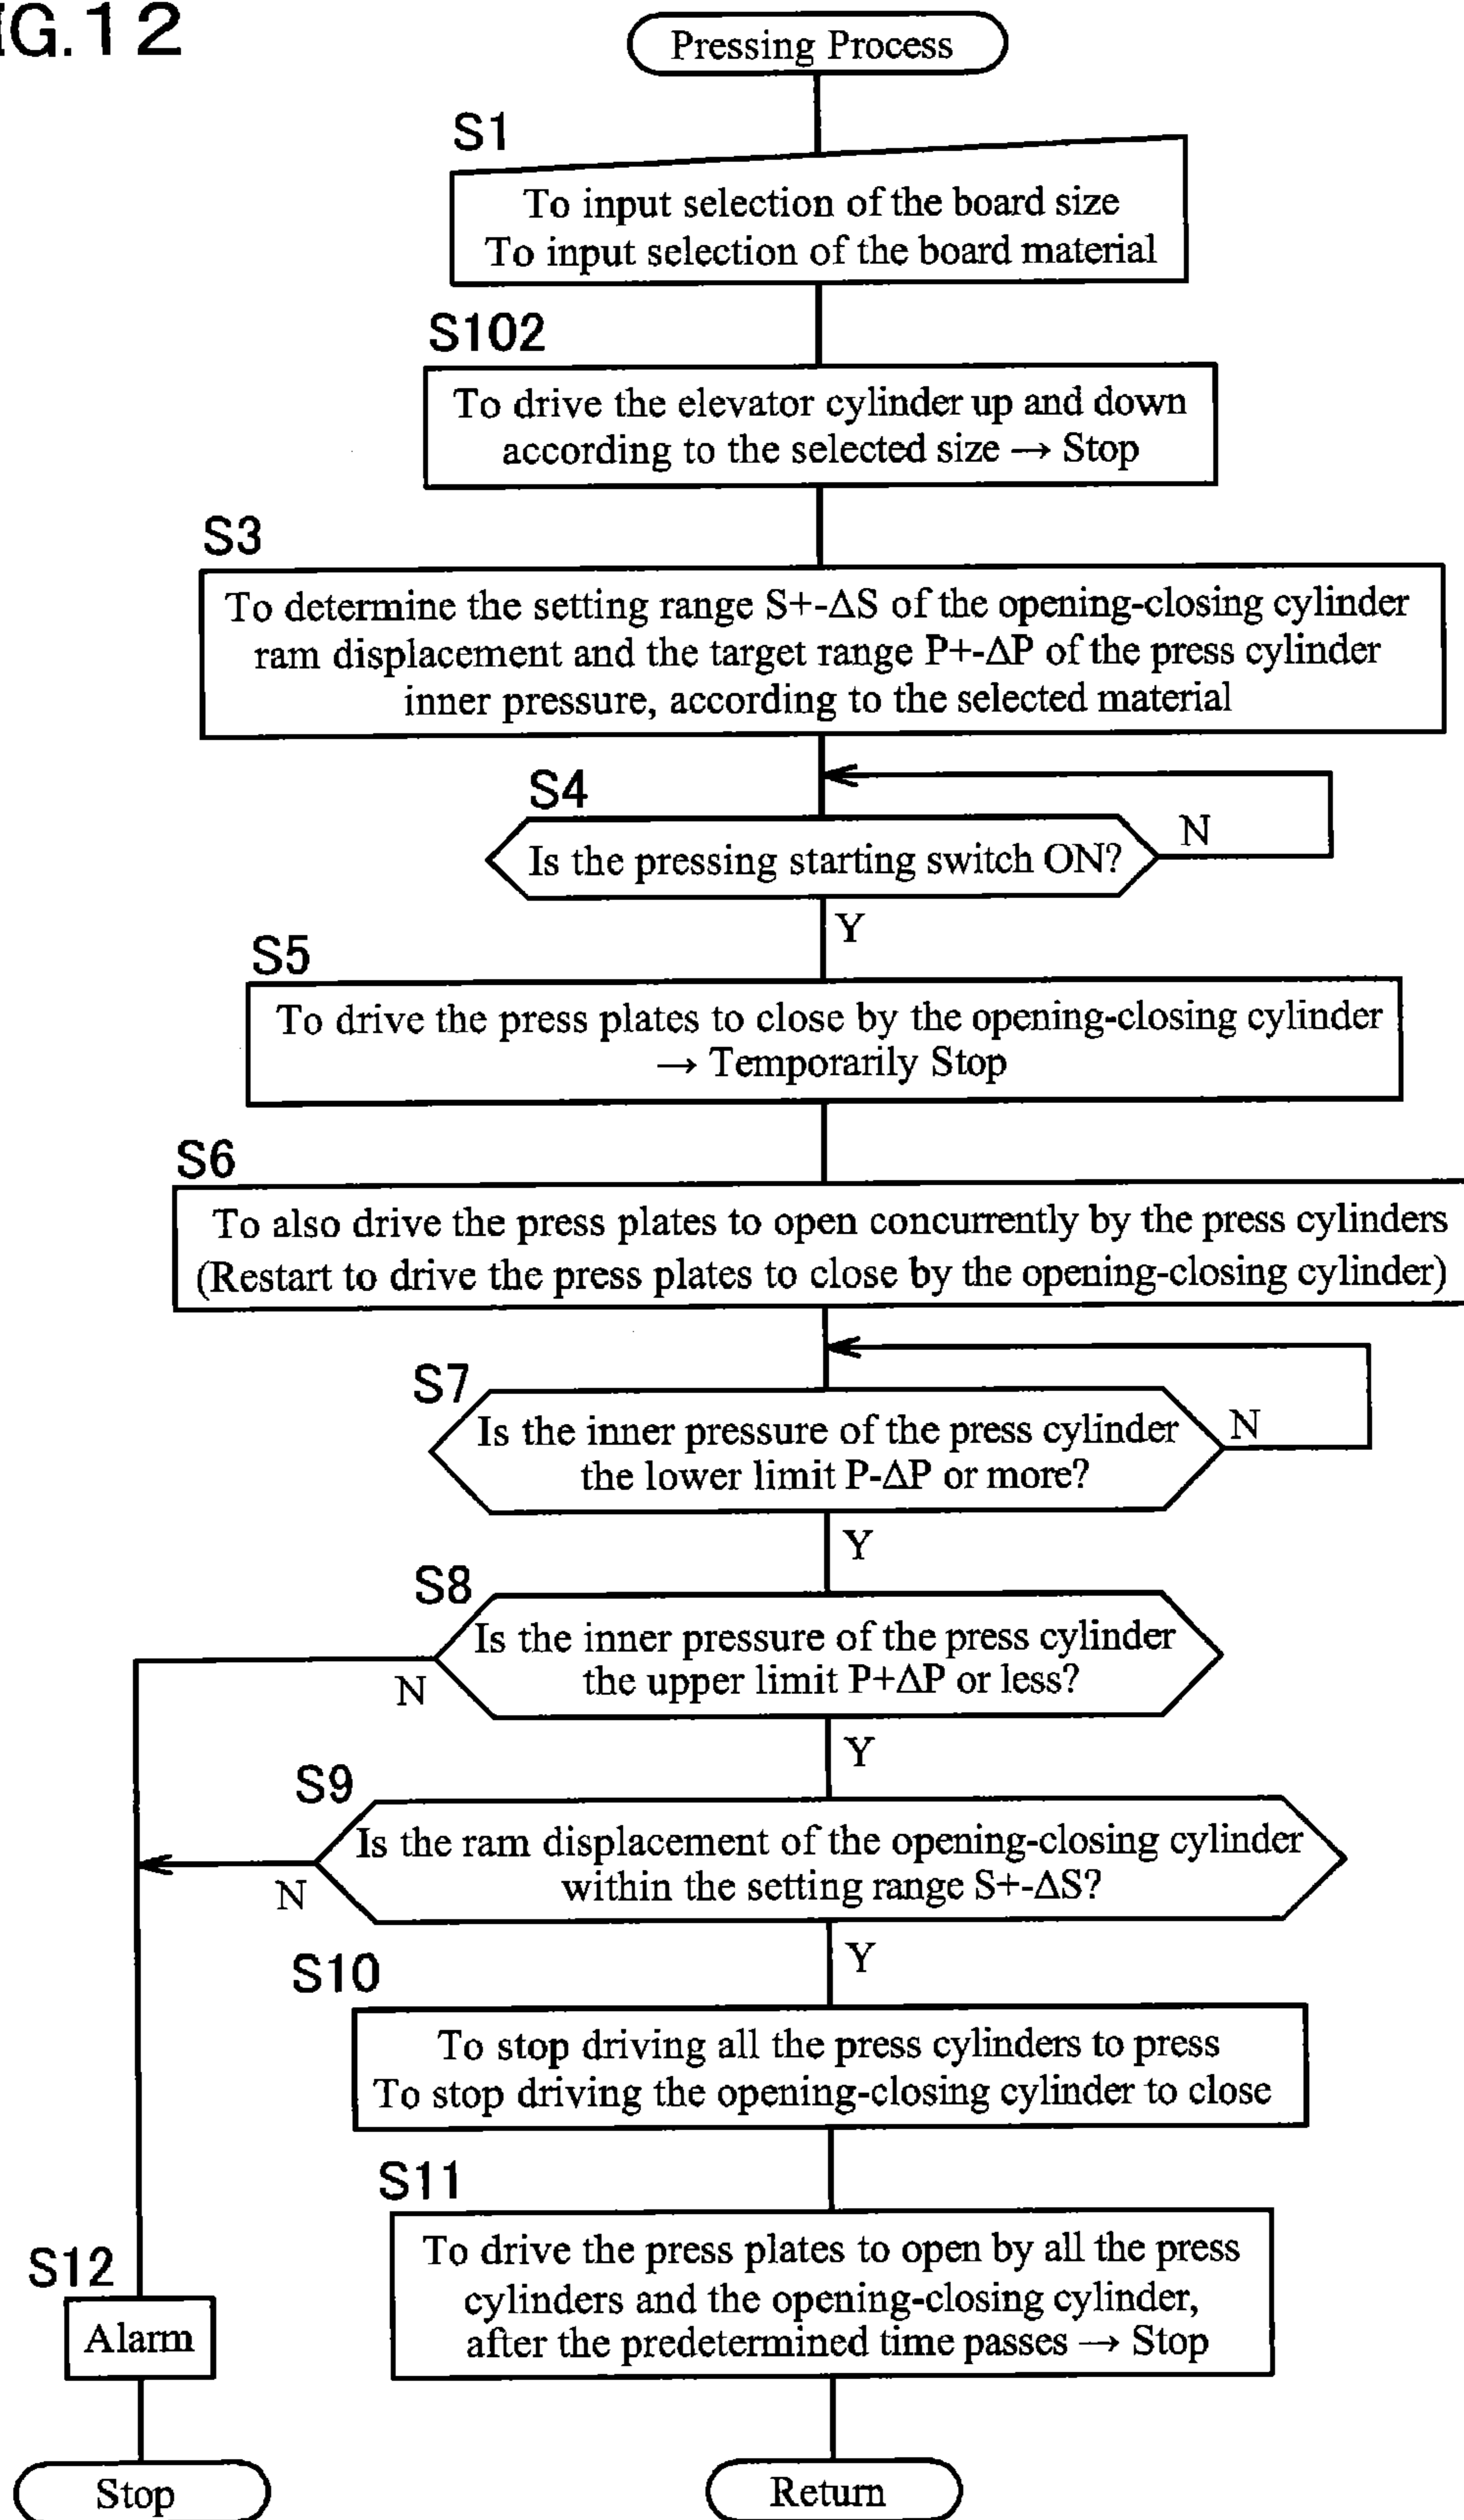 IG.12
Pressing Process
S1
To input selection of the board size
To input selection of the board material
S102
To drive the elevator cylinder up and down
according to the selected size → Stop
S3
To determine the setting range S+-ΔS of the opening-closing cylinder
ram displacement and the target range P+-ΔP of the press cylinder
inner pressure, according to the selected material
S4
Is the pressing starting switch ON?
N
Y
S5
To drive the press plates to close by the opening-closing cylinder
→ Temporarily Stop
S6
To also drive the press plates to open concurrently by the press cylinders
(Restart to drive the press plates to close by the opening-closing cylinder)
S7
Is the inner pressure of the press cylinder
the lower limit P-ΔP or more?
N
Y
S8
Is the inner pressure of the press cylinder
the upper limit P+ΔP or less?
N
Y
S9
Is the ram displacement of the opening-closing cylinder
within the setting range S+-ΔS?
N
Y
S10
To stop driving all the press cylinders to press
To stop driving the opening-closing cylinder to close
S11
To drive the press plates to open by all the press
cylinders and the opening-closing cylinder,
after the predetermined time passes → Stop
S12
Alarm
Stop
Return